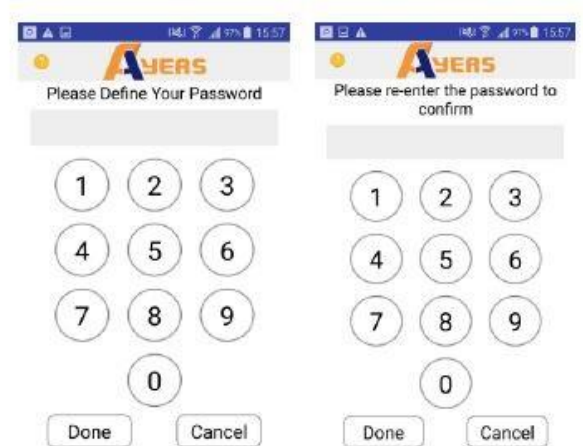 97% 15:57
AYERS
Please Define Your Password
1 2 3
4 5 6
7 8 9
0
Done Cancel
97% 15:57
AYERS
Please re-enter the password to
confirm
1 2 3
4 5 6
7 8 9
0
Done Cancel